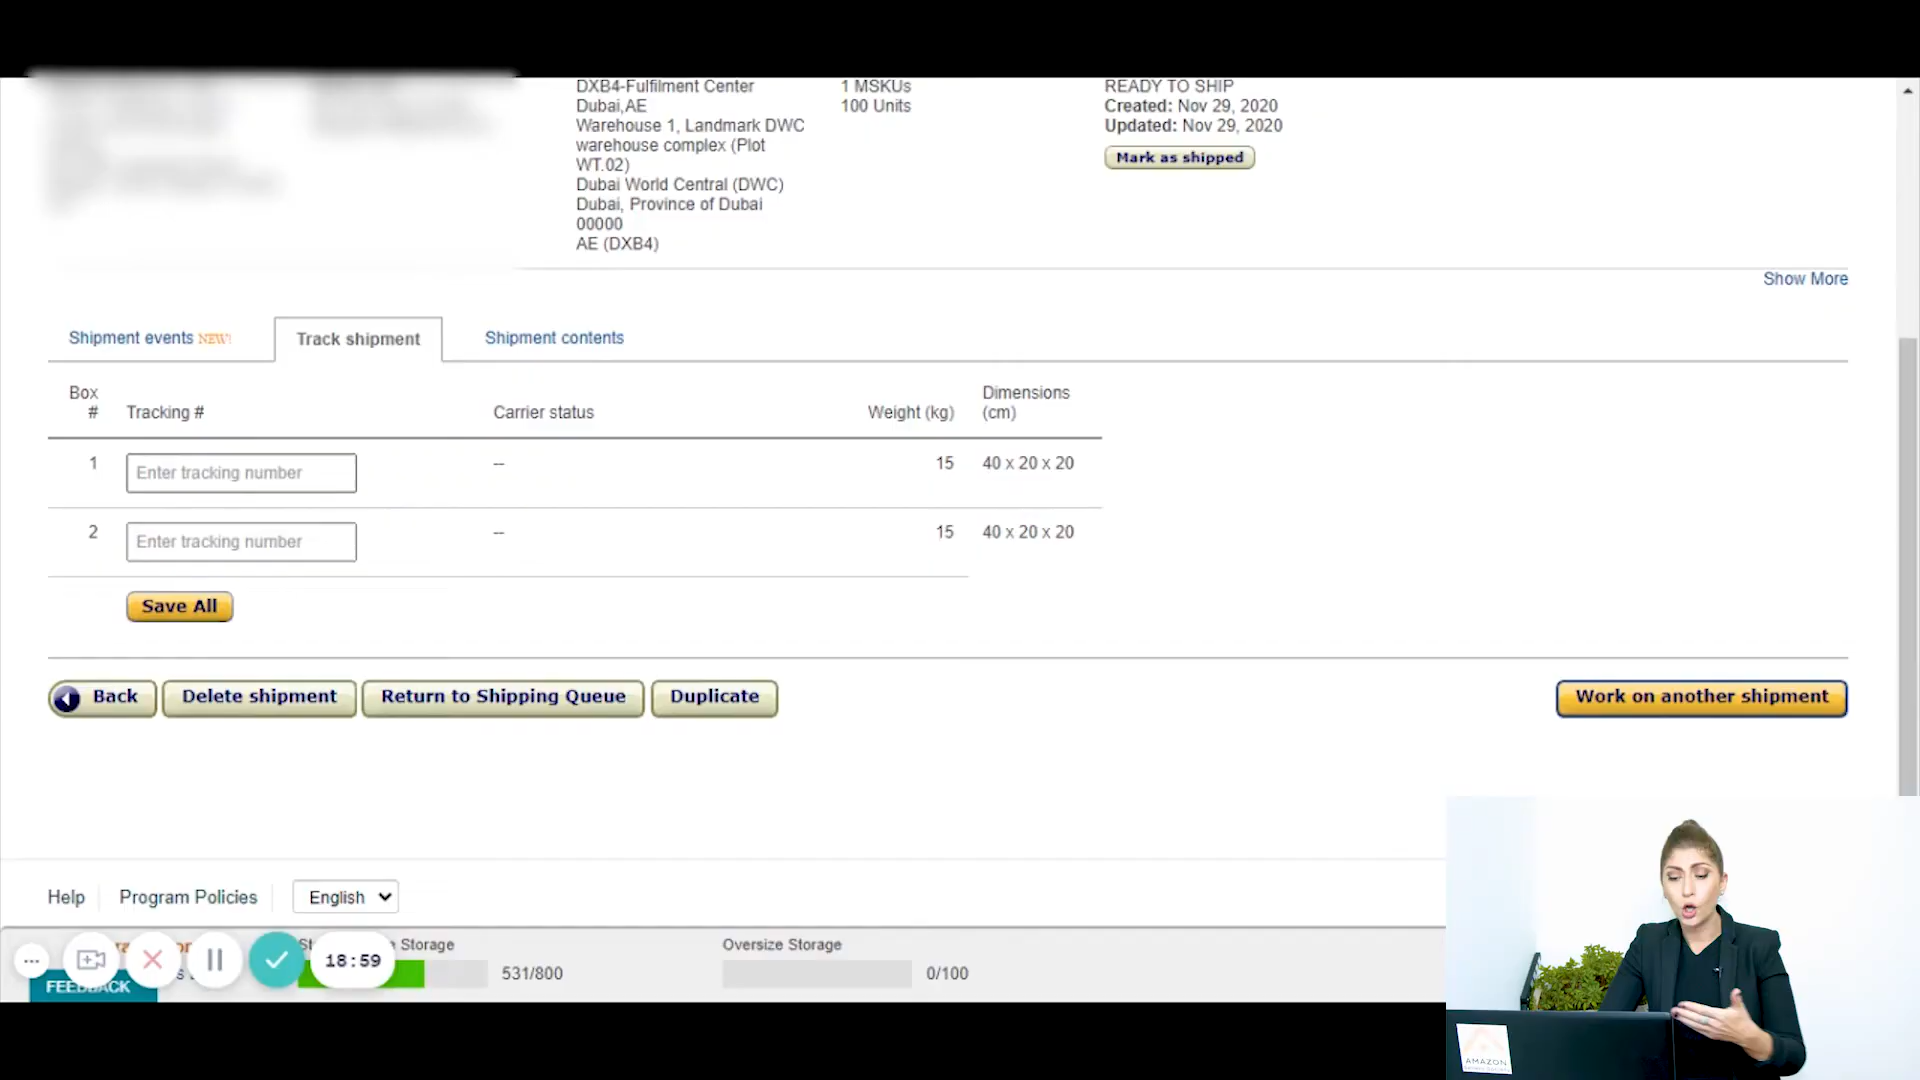 DXB4-Fulfilment Center
Dubai,AE
Warehouse 1, Landmark DWC
warehouse complex (Plot
WT.02)
Dubai World Central (DWC)
Dubai, Province of Dubai
00000
AE (DXB4)
1 MSKUs
100 Units
READY TO SHIP
Created: Nov 29, 2020
Updated: Nov 29, 2020
Mark as shipped
Show More
Shipment events NEW!
Track shipment
Shipment contents
Box
#
Tracking #
Carrier status
Weight (kg)
Dimensions
(cm)
1
Enter tracking number
--
15
40 x 20 x 20
2
Enter tracking number
--
15
40 x 20 x 20
Save All
Back
Delete shipment
Return to Shipping Queue
Duplicate
Work on another shipment
Help
Program Policies
English
Storage
531/800
Oversize Storage
0/100
18:59
FEEDBACK
AMAZON